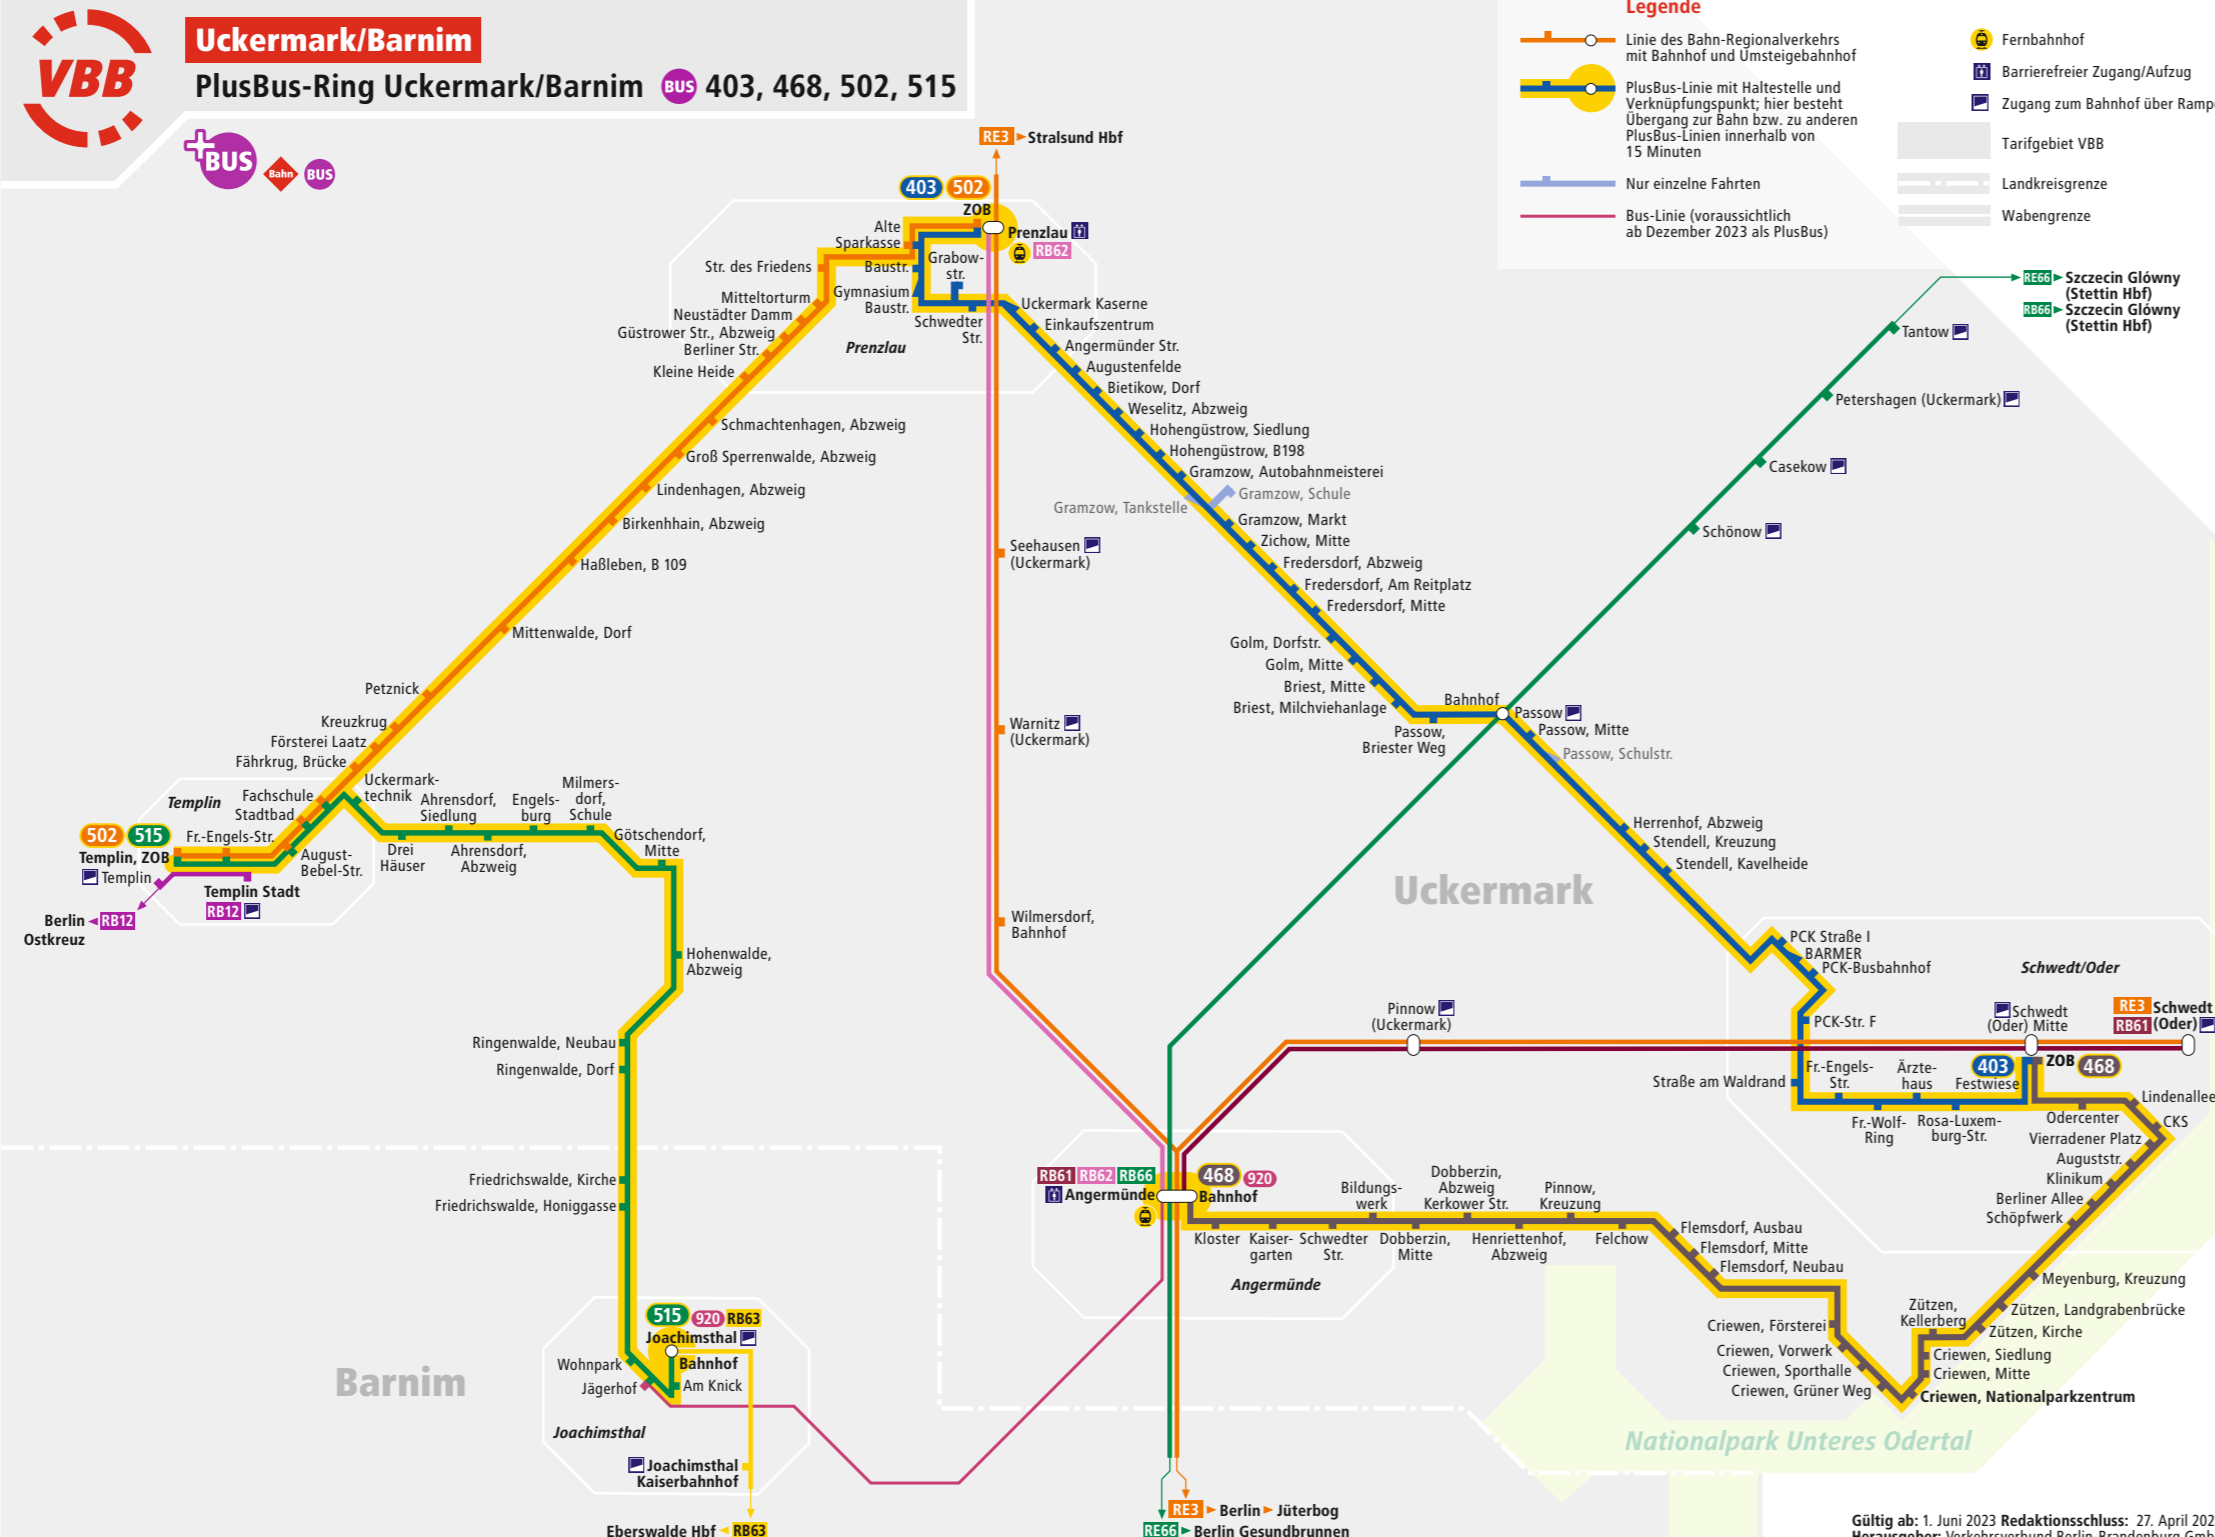 VBB
Uckermark/Barnim
PlusBus-Ring Uckermark/Barnim BUS 403, 468, 502, 515
+BUS
Bahn
BUS
Legende
Linie des Bahn-Regionalverkehrs
mit Bahnhof und Umsteigebahnhof
PlusBus-Linie mit Haltestelle und
Verknüpfungspunkt; hier besteht
Übergang zur Bahn bzw. zu anderen
PlusBus-Linien innerhalb von
15 Minuten
Nur einzelne Fahrten
Bus-Linie (voraussichtlich
ab Dezember 2023 als PlusBus)
Fernbahnhof
Barrierefreier Zugang/Aufzug
Zugang zum Bahnhof über Rampe
Tarifgebiet VBB
Landkreisgrenze
Wabengrenze
RE3 Stralsund Hbf
403 502
ZOB
Prenzlau
RB62
Alte
Sparkasse
Str. des Friedens
Baustr.
Grabow-
str.
Mitteltorturm
Gymnasium
Baustr.
Neustädter Damm
Güstrower Str., Abzweig
Berliner Str.
Schwedter
Str.
Prenzlau
Kleine Heide
Schmachtenhagen, Abzweig
Groß Sperrenwalde, Abzweig
Lindenhagen, Abzweig
Birkenhhain, Abzweig
Haßleben, B 109
Mittenwalde, Dorf
Petznick
Kreuzkrug
Försterei Laatz
Fährkrug, Brücke
Uckermark Kaserne
Einkaufszentrum
Angermünder Str.
Augustenfelde
Bietikow, Dorf
Weselitz, Abzweig
Hohengüstrow, Siedlung
Hohengüstrow, B198
Gramzow, Autobahnmeisterei
Gramzow, Schule
Gramzow, Tankstelle
Gramzow, Markt
Zichow, Mitte
Fredersdorf, Abzweig
Fredersdorf, Am Reitplatz
Fredersdorf, Mitte
Golm, Dorfstr.
Golm, Mitte
Briest, Mitte
Briest, Milchviehanlage
Passow,
Briester Weg
Bahnhof
Passow
Passow, Mitte
Passow, Schulstr.
Herrenhof, Abzweig
Stendell, Kreuzung
Stendell, Kavelheide
RE66 Szczecin Glówny
(Stettin Hbf)
RB66 Szczecin Glówny
(Stettin Hbf)
Tantow
Petershagen (Uckermark)
Casekow
Schönow
Seehausen
(Uckermark)
Warnitz
(Uckermark)
Wilmersdorf,
Bahnhof
Uckermark
Templin
Fachschule
Stadtbad
Fr.-Engels-Str.
502 515
Templin, ZOB
Templin
Templin Stadt
RB12
Berlin RB12
Ostkreuz
August-
Bebel-Str.
Uckermark-
technik
Drei
Häuser
Ahrensdorf,
Siedlung
Ahrensdorf,
Abzweig
Engels-
burg
Milmers-
dorf,
Schule
Götschendorf,
Mitte
Hohenwalde,
Abzweig
Ringenwalde, Neubau
Ringenwalde, Dorf
Friedrichswalde, Kirche
Friedrichswalde, Honiggasse
515 920 RB63
Joachimsthal
Bahnhof
Wohnpark
Jägerhof
Am Knick
Joachimsthal
Joachimsthal
Kaiserbahnhof
Eberswalde Hbf RB63
Barnim
PCK Straße I
BARMER
PCK-Busbahnhof
PCK-Str. F
Schwedt/Oder
Pinnow
(Uckermark)
Schwedt
(Oder) Mitte
RE3 Schwedt
RB61 (Oder)
403 ZOB 468
Straße am Waldrand
Fr.-Engels-
Str.
Fr.-Wolf-
Ring
Ärzte-
haus
Rosa-Luxem-
burg-Str.
Festwiese
Odercenter
Lindenallee
CKS
Vierradener Platz
Auguststr.
Klinikum
Berliner Allee
Schöpfwerk
Meyenburg, Kreuzung
Zützen, Landgrabenbrücke
Zützen, Kirche
Zützen,
Kellerberg
Criewen, Siedlung
Criewen, Mitte
Criewen, Nationalparkzentrum
RB61 RB62 RB66
Angermünde
468 920
Bahnhof
Kloster
Kaiser-
garten
Schwedter
Str.
Bildungs-
werk
Dobberzin,
Mitte
Dobberzin,
Abzweig
Kerkower Str.
Henriettenhof,
Abzweig
Pinnow,
Kreuzung
Felchow
Angermünde
Flemsdorf, Ausbau
Flemsdorf, Mitte
Flemsdorf, Neubau
Criewen, Försterei
Criewen, Vorwerk
Criewen, Sporthalle
Criewen, Grüner Weg
Nationalpark Unteres Odertal
RE3 Berlin Jüterbog
RE66 Berlin Gesundbrunnen
Gültig ab: 1. Juni 2023 Redaktionsschluss: 27. April 202
Herausgeber: Verkehrsverbund Berlin-Brandenburg GmbH